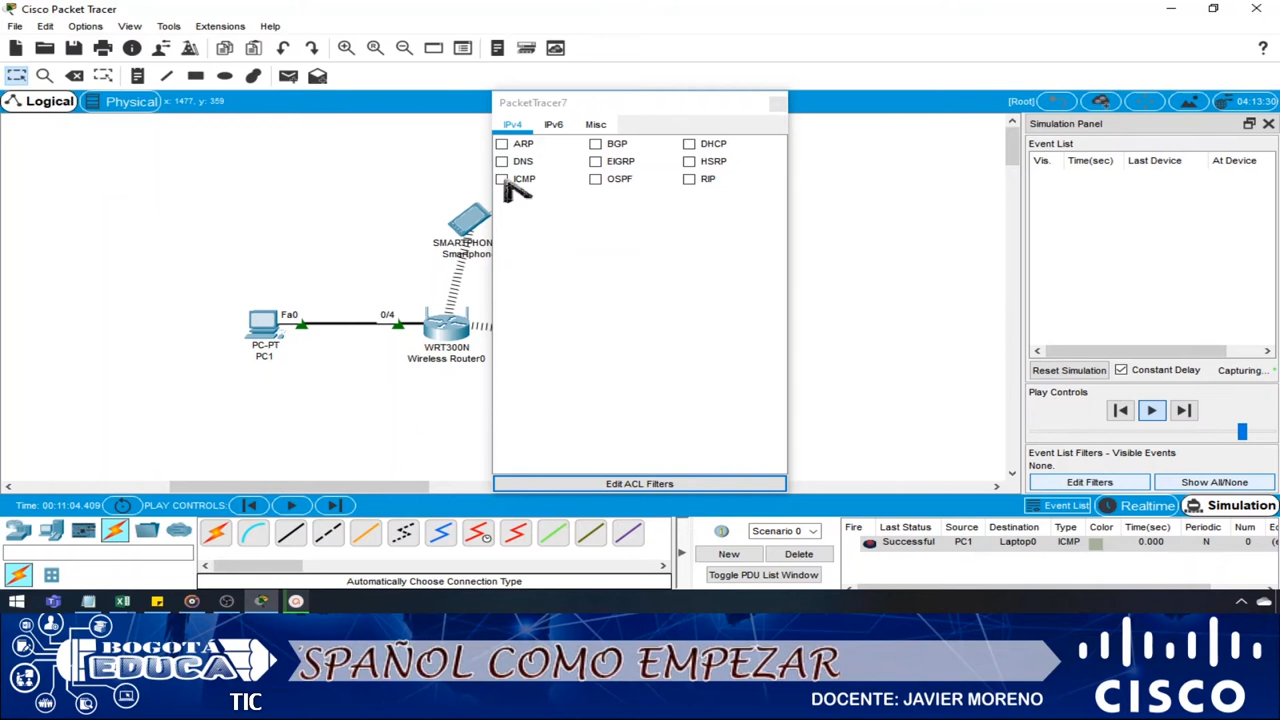 Cisco Packet Tracer
File Edit Options View Tools Extensions Help
Logical Physical x: 1477, y: 359 [Root] 04:13:30
PacketTracer7
IPv4 IPv6 Misc
ARP BGP DHCP
DNS EIGRP HSRP
ICMP OSPF RIP
Edit ACL Filters
SMARTPHON
Smartphone
Fa0 0/4
PC-PT
PC1
WRT300N
Wireless Router0
Simulation Panel
Event List
Vis. Time(sec) Last Device At Device
Reset Simulation Constant Delay Capturing...
Play Controls
Event List Filters - Visible Events
None.
Edit Filters Show All/None
Time: 00:11:04.409 PLAY CONTROLS: Event List Realtime Simulation
Scenario 0
New Delete
Toggle PDU List Window
Automatically Choose Connection Type
Fire Last Status Source Destination Type Color Time(sec) Periodic Num E
Successful PC1 Laptop0 ICMP 0.000 N 0 (e
BOGOTÁ
EDUCA
TIC
SPAÑOL COMO EMPEZAR
DOCENTE: JAVIER MORENO
CISCO